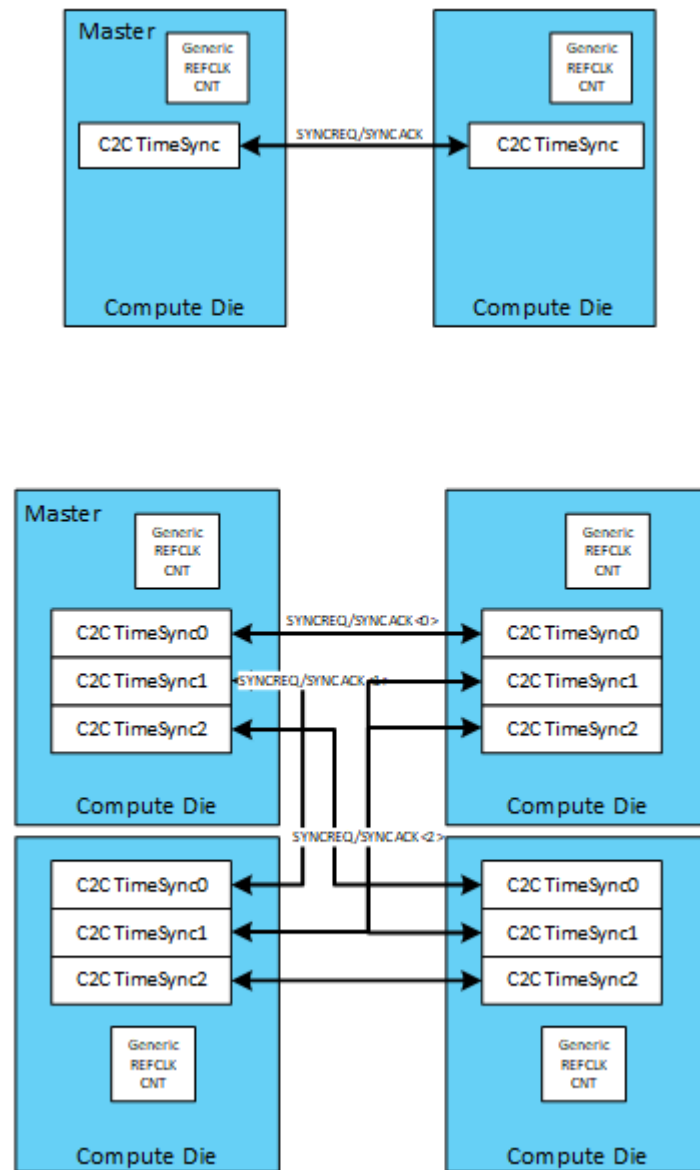 Master
Generic
REFCLK
CNT
Generic
REFCLK
CNT
C2C TimeSync
SYNCREQ/SYNCACK
C2C TimeSync
Compute Die
Compute Die
Master
Generic
REFCLK
CNT
Generic
REFCLK
CNT
C2C TimeSync0
SYNCREQ/SYNCACK<0>
C2C TimeSync0
C2C TimeSync1
SYNCREQ/SYNCACK<1>
C2C TimeSync1
C2C TimeSync2
C2C TimeSync2
Compute Die
Compute Die
SYNCREQ/SYNCACK<2>
C2C TimeSync0
C2C TimeSync0
C2C TimeSync1
C2C TimeSync1
C2C TimeSync2
C2C TimeSync2
Generic
REFCLK
CNT
Generic
REFCLK
CNT
Compute Die
Compute Die